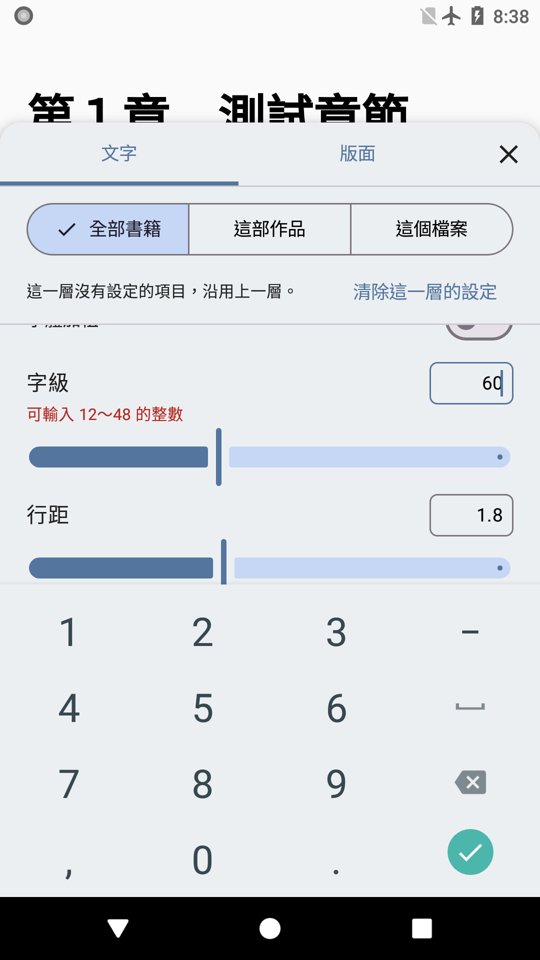 8:38
第 1 章　測試章節
文字
版面
全部書籍
這部作品
這個檔案
這一層沒有設定的項目，沿用上一層。
清除這一層的設定
字級
60
可輸入 12～48 的整數
行距
1.8
1
2
3
-
4
5
6
7
8
9
,
0
.